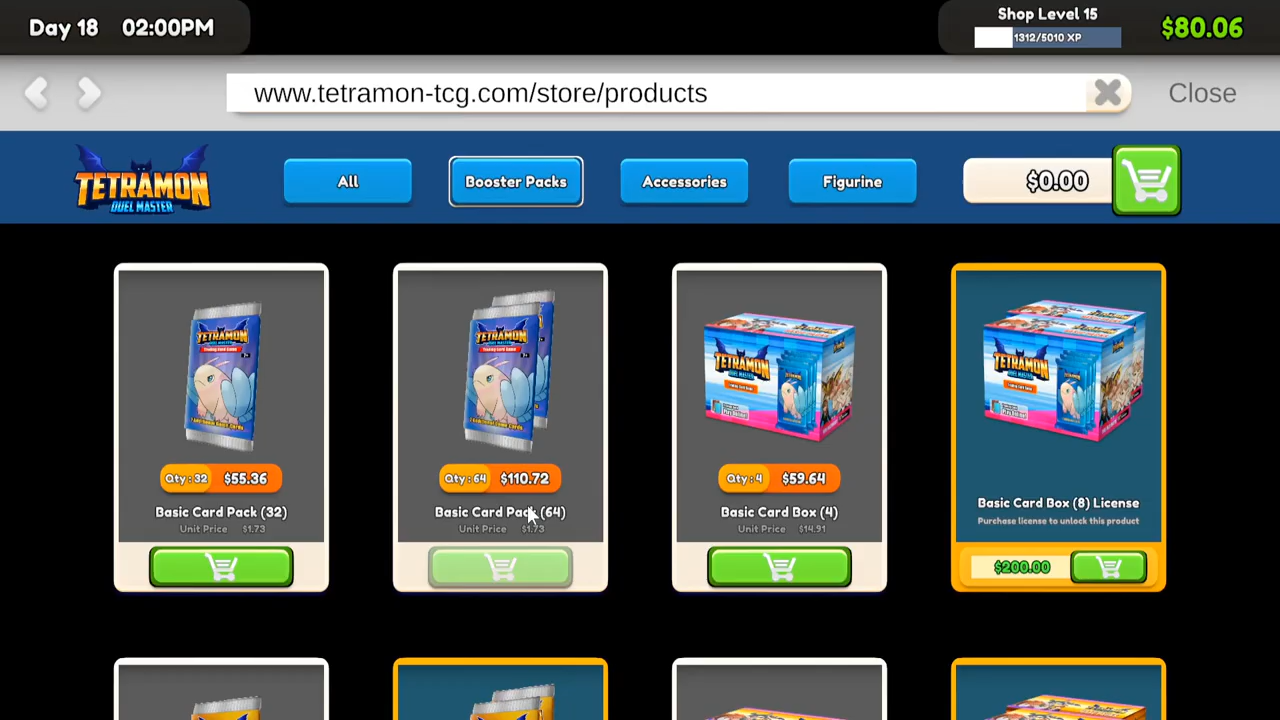 Day 18 02:00PM
Shop Level 15
1312/5010 XP
$80.06
www.tetramon-tcg.com/store/products
Close
TETRAMON
DUEL MASTER
All
Booster Packs
Accessories
Figurine
$0.00
TETRAMON
TETRAMON
TETRAMON
TETRAMON
Qty : 32 $55.36
Qty : 64 $110.72
Qty : 4 $59.64
Basic Card Pack (32)
Unit Price $1.73
Basic Card Pack (64)
Unit Price $1.73
Basic Card Box (4)
Unit Price $14.91
Basic Card Box (8) License
Purchase license to unlock this product
$200.00